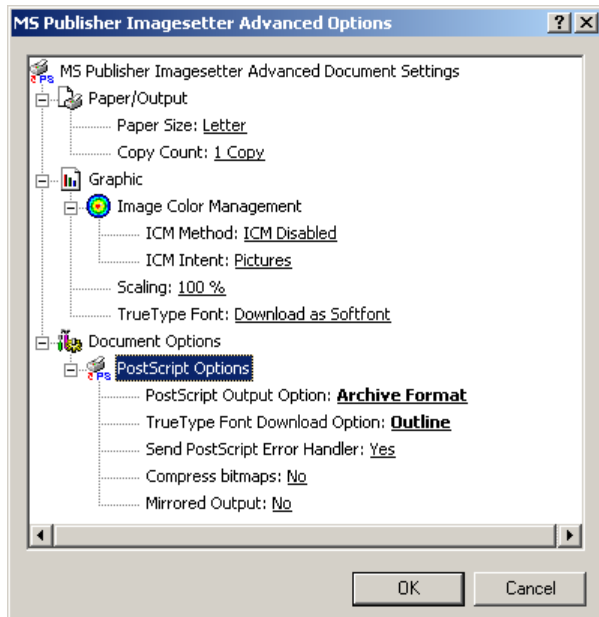 MS Publisher Imagesetter Advanced Options
MS Publisher Imagesetter Advanced Document Settings
Paper/Output
Paper Size: Letter
Copy Count: 1 Copy
Graphic
Image Color Management
ICM Method: ICM Disabled
ICM Intent: Pictures
Scaling: 100 %
TrueType Font: Download as Softfont
Document Options
PostScript Options
PostScript Output Option: Archive Format
TrueType Font Download Option: Outline
Send PostScript Error Handler: Yes
Compress bitmaps: No
Mirrored Output: No
OK Cancel